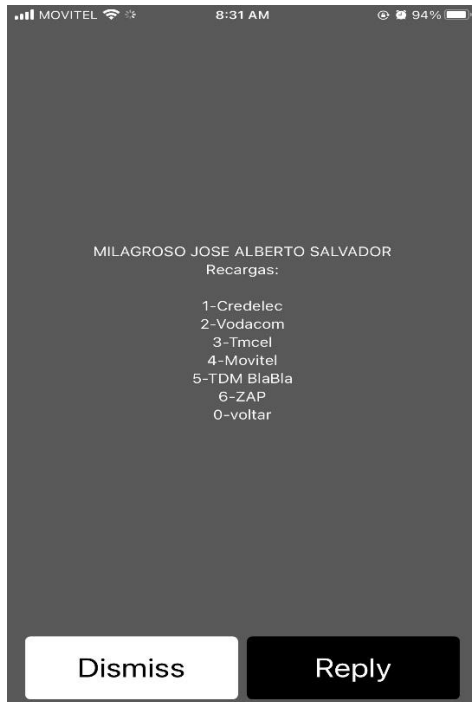 MOVITEL 8:31 AM 94%
MILAGROSO JOSE ALBERTO SALVADOR
Recargas:
1-Credelec
2-Vodacom
3-Tmcel
4-Movitel
5-TDM BlaBla
6-ZAP
0-voltar
Dismiss Reply